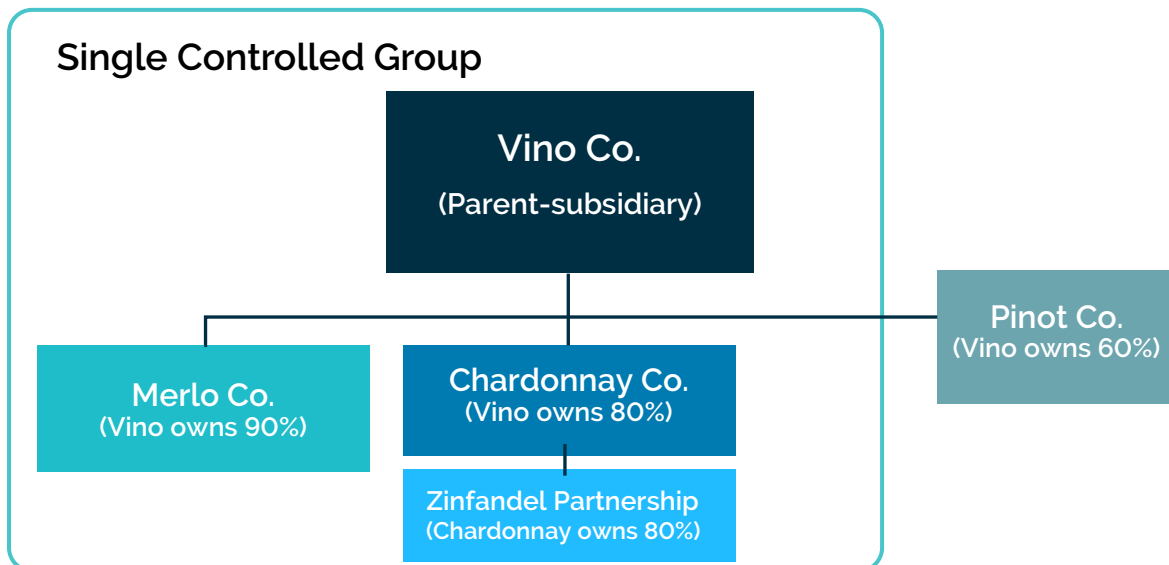 Single Controlled Group
Vino Co.
(Parent-subsidiary)
Pinot Co.
(Vino owns 60%)
Merlo Co.
(Vino owns 90%)
Chardonnay Co.
(Vino owns 80%)
Zinfandel Partnership
(Chardonnay owns 80%)